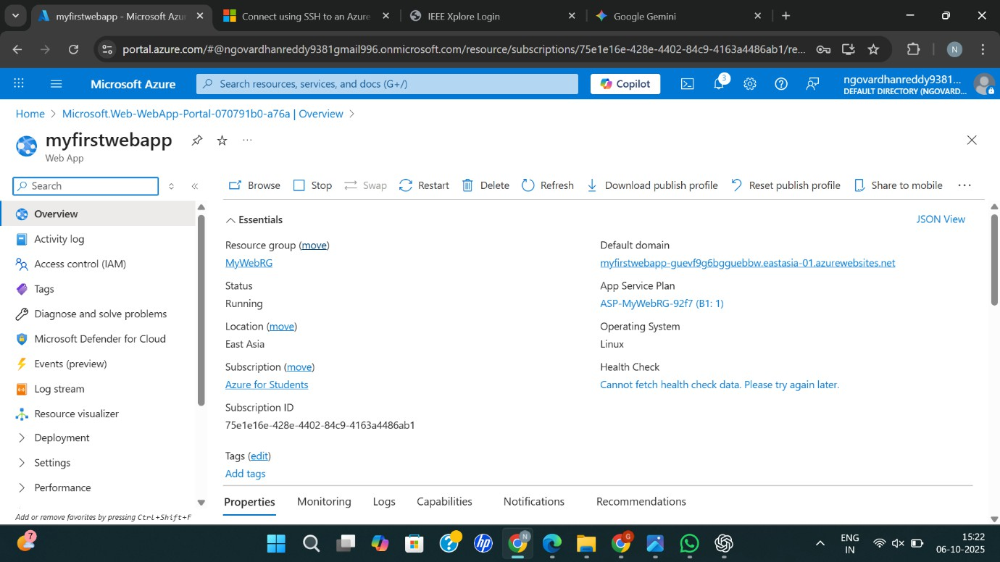 myfirstwebapp - Microsoft Azur
Connect using SSH to an Azure
IEEE Xplore Login
Google Gemini
portal.azure.com/#@ngovardhanreddy9381gmail996.onmicrosoft.com/resource/subscriptions/75e1e16e-428e-4402-84c9-4163a4486ab1/re...
N
Microsoft Azure
Search resources, services, and docs (G+/)
Copilot
3
ngovardhanreddy9381...
DEFAULT DIRECTORY (NGOVARD...
Home > Microsoft.Web-WebApp-Portal-070791b0-a76a | Overview >
myfirstwebapp
...
Web App
Search
Browse
Stop
Swap
Restart
Delete
Refresh
Download publish profile
Reset publish profile
Share to mobile
...
Overview
Activity log
Access control (IAM)
Tags
Diagnose and solve problems
Microsoft Defender for Cloud
Events (preview)
Log stream
Resource visualizer
Deployment
Settings
Performance
Add or remove favorites by pressing Ctrl+Shift+F
Essentials
JSON View
Resource group (move)
MyWebRG
Status
Running
Location (move)
East Asia
Subscription (move)
Azure for Students
Subscription ID
75e1e16e-428e-4402-84c9-4163a4486ab1
Tags (edit)
Add tags
Default domain
myfirstwebapp-guevf9g6bgguebbw.eastasia-01.azurewebsites.net
App Service Plan
ASP-MyWebRG-92f7 (B1: 1)
Operating System
Linux
Health Check
Cannot fetch health check data. Please try again later.
Properties
Monitoring
Logs
Capabilities
Notifications
Recommendations
7
hp
N
G
ENG
IN
15:22
06-10-2025